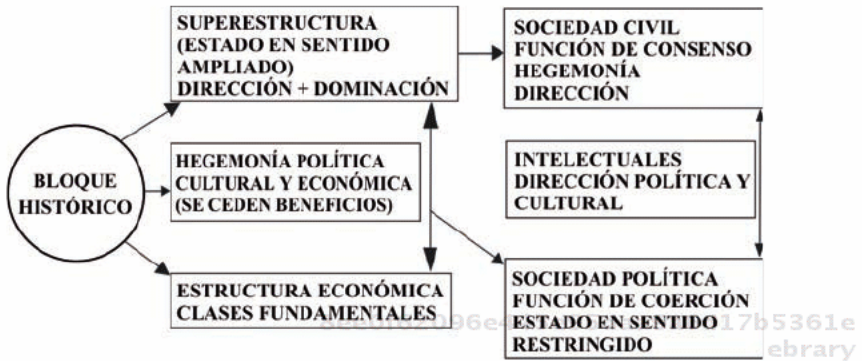 SUPERESTRUCTURA
(ESTADO EN SENTIDO
AMPLIADO)
DIRECCIÓN + DOMINACIÓN
SOCIEDAD CIVIL
FUNCIÓN DE CONSENSO
HEGEMONÍA
DIRECCIÓN
BLOQUE
HISTÓRICO
HEGEMONÍA POLÍTICA
CULTURAL Y ECONÓMICA
(SE CEDEN BENEFICIOS)
INTELECTUALES
DIRECCIÓN POLÍTICA Y
CULTURAL
ESTRUCTURA ECONÓMICA
CLASES FUNDAMENTALES
SOCIEDAD POLÍTICA
FUNCIÓN DE COERCIÓN
ESTADO EN SENTIDO
RESTRINGIDO
ebrary